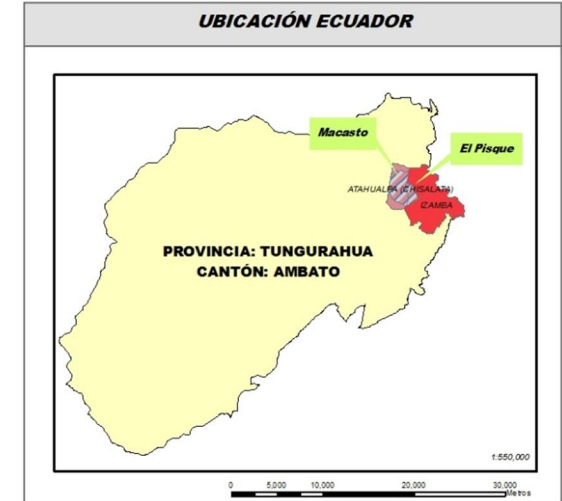 UBICACIÓN ECUADOR
Macasto
El Pisque
ATAHUALPA (CHISALATA)
IZAMBA
PROVINCIA: TUNGURAHUA
CANTÓN: AMBATO
1:550,000
0 5,000 10,000 20,000 30,000
Metros